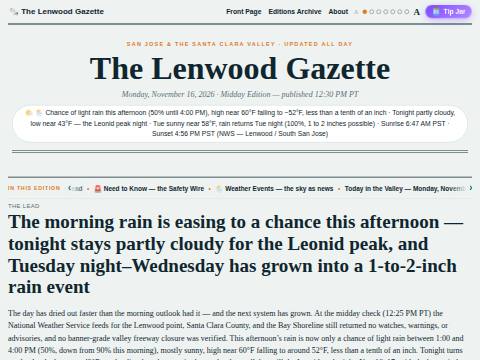 The Lenwood Gazette
Front Page Editions Archive About A A Tip Jar
SAN JOSE & THE SANTA CLARA VALLEY · UPDATED ALL DAY
The Lenwood Gazette
Monday, November 16, 2026 · Midday Edition — published 12:30 PM PT
Chance of light rain this afternoon (50% until 4:00 PM), high near 60°F falling to ~52°F, less than a tenth of an inch · Tonight partly cloudy,
low near 43°F — the Leonid peak night · Tue sunny near 58°F, rain returns Tue night (100%, 1 to 2 inches possible) · Sunrise 6:47 AM PST ·
Sunset 4:56 PM PST (NWS — Lenwood / South San Jose)
IN THIS EDITION ‹ ead • Need to Know — the Safety Wire • Weather Events — the sky as news • Today in the Valley — Monday, Novemb ›
THE LEAD
The morning rain is easing to a chance this afternoon —
tonight stays partly cloudy for the Leonid peak, and
Tuesday night–Wednesday has grown into a 1-to-2-inch
rain event
The day has dried out faster than the morning outlook had it — and the next system has grown. At the midday check (12:25 PM PT) the
National Weather Service feeds for the Lenwood point, Santa Clara County, and the Bay Shoreline still returned no watches, warnings, or
advisories, and no banner-grade valley freeway closure was verified. This afternoon's rain is now only a chance of light rain between 1:00 and
4:00 PM (50%, down from 90% this morning), mostly sunny, high near 60°F falling to around 52°F, less than a tenth of an inch. Tonight turns